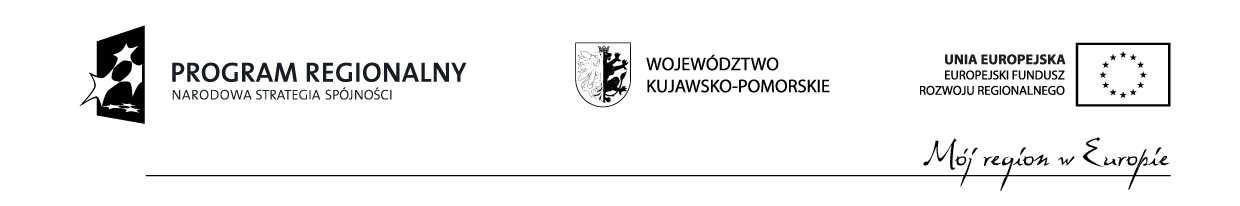 PROGRAM REGIONALNY
NARODOWA STRATEGIA SPÓJNOŚCI
WOJEWÓDZTWO
KUJAWSKO-POMORSKIE
UNIA EUROPEJSKA
EUROPEJSKI FUNDUSZ
ROZWOJU REGIONALNEGO
Mój region w Europie